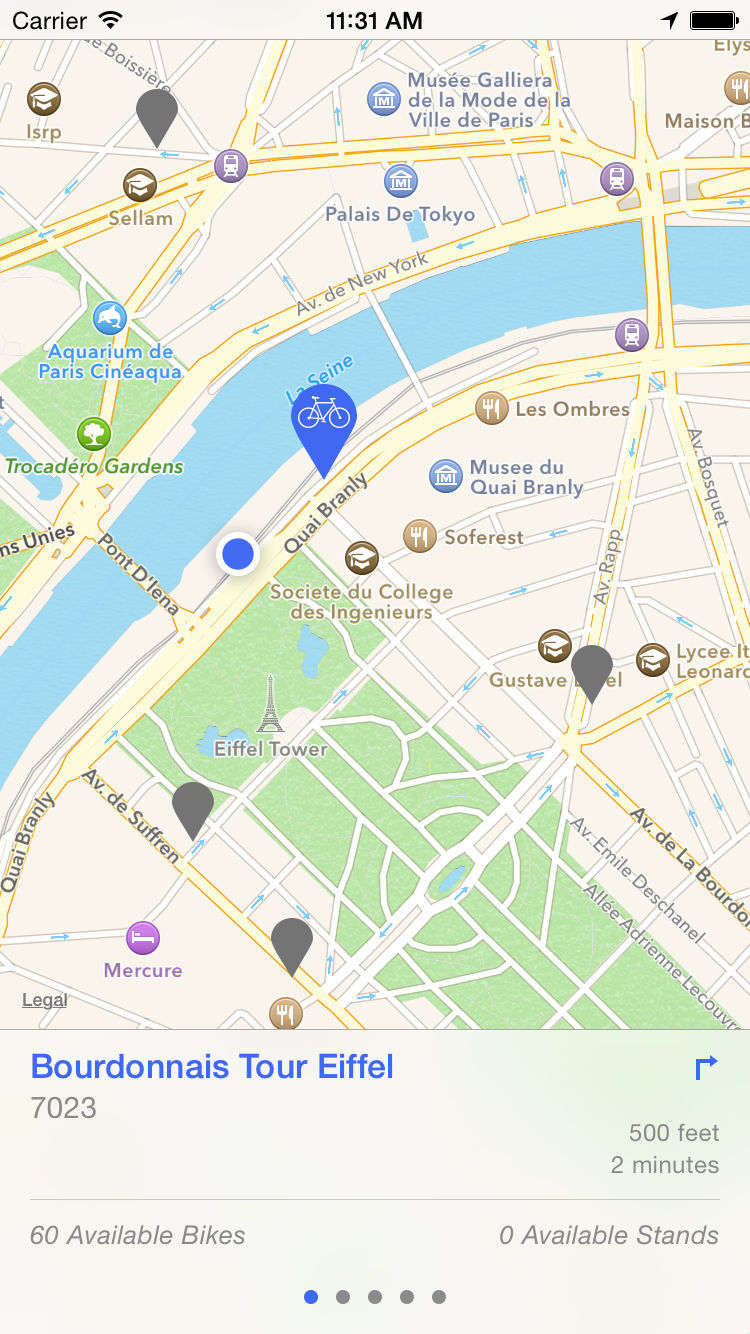 Carrier
11:31 AM
Elys
de Boissière
Isrp
Musée Galliera
de la Mode de la
Ville de Paris
Maison B
Sellam
Palais De Tokyo
Av. de New York
Aquarium de
Paris Cinéaqua
La Seine
Les Ombres
Av. Bosquet
Trocadéro Gardens
Musee du
Quai Branly
Quai Branly
ns Unies
Pont D'Iena
Soferest
Av. Rapp
Societe du College
des Ingenieurs
Lycee It
Leonard
Gustave
el
Eiffel Tower
Av. de Suffren
Quai Branly
Av. de La Bourdon
Av. Emile Deschanel
Allée Adrienne Lecouvre
Mercure
Legal
Bourdonnais Tour Eiffel
7023
500 feet
2 minutes
60 Available Bikes
0 Available Stands